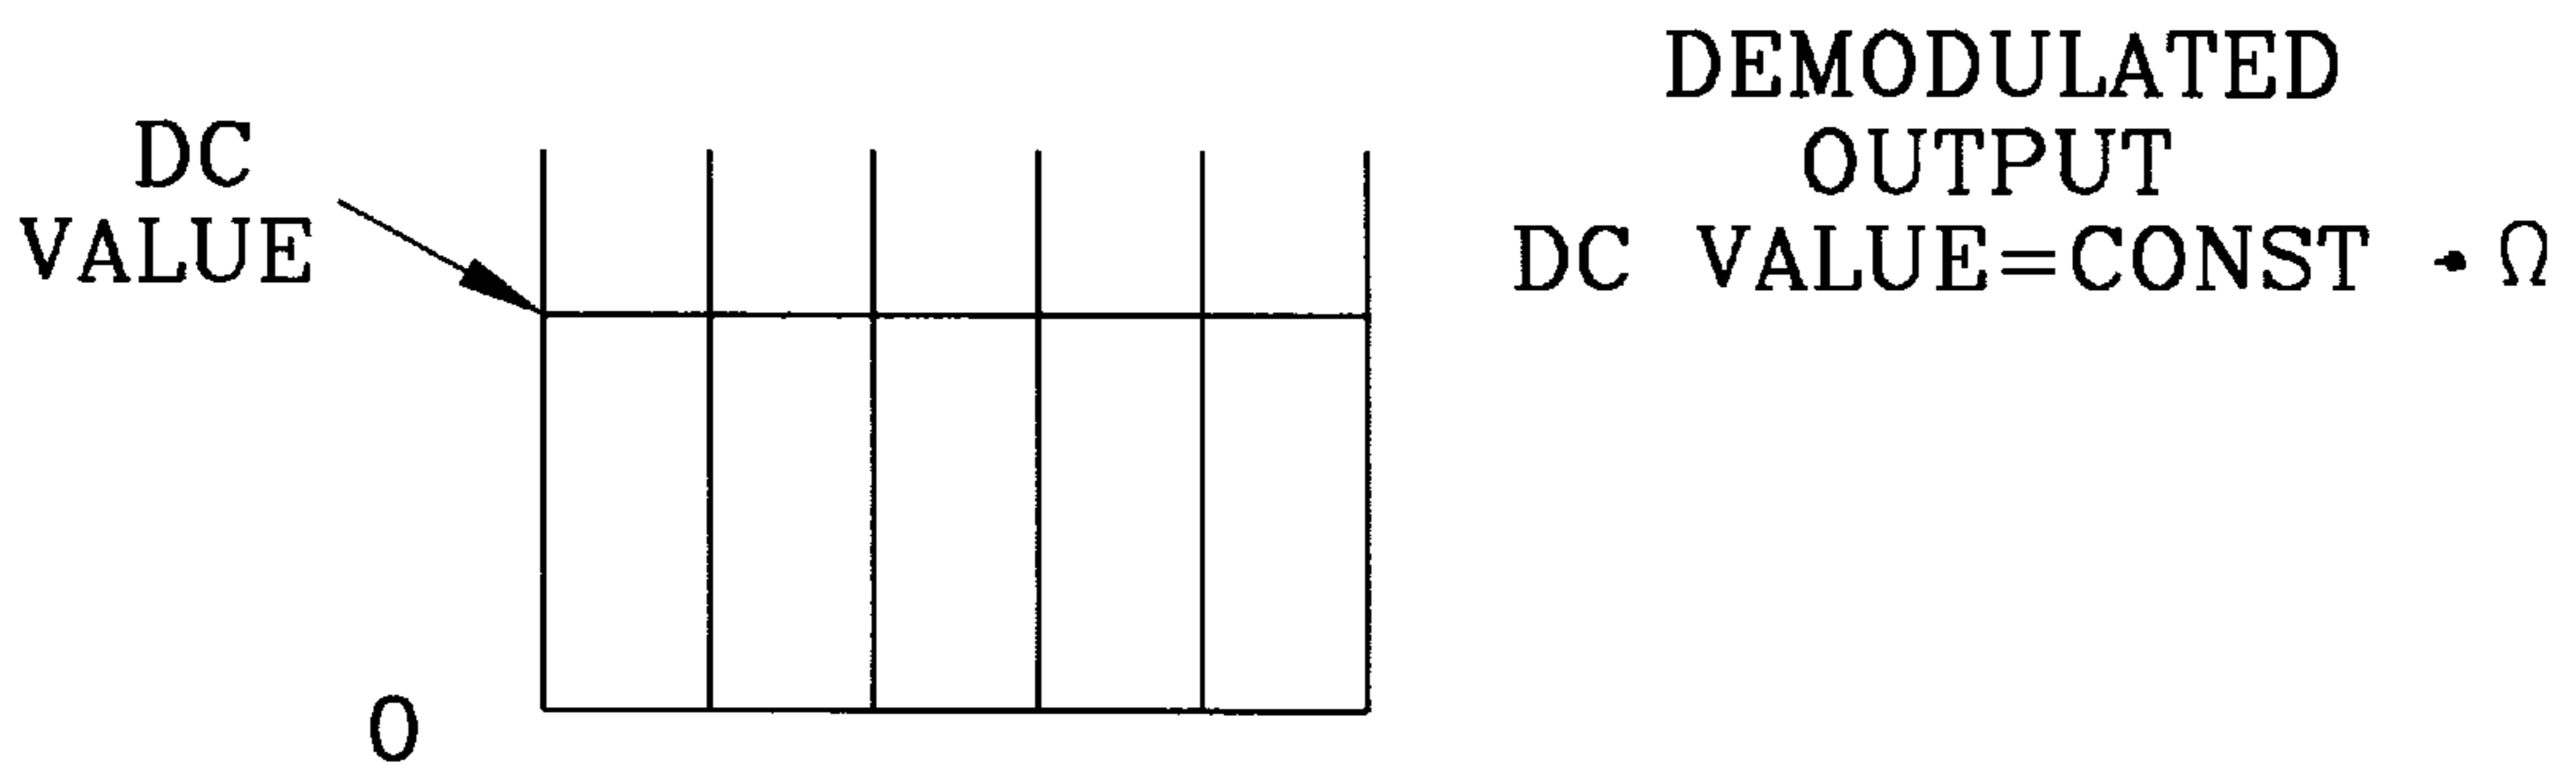 DC
VALUE
0
DEMODULATED
OUTPUT
DC VALUE=CONST · Ω